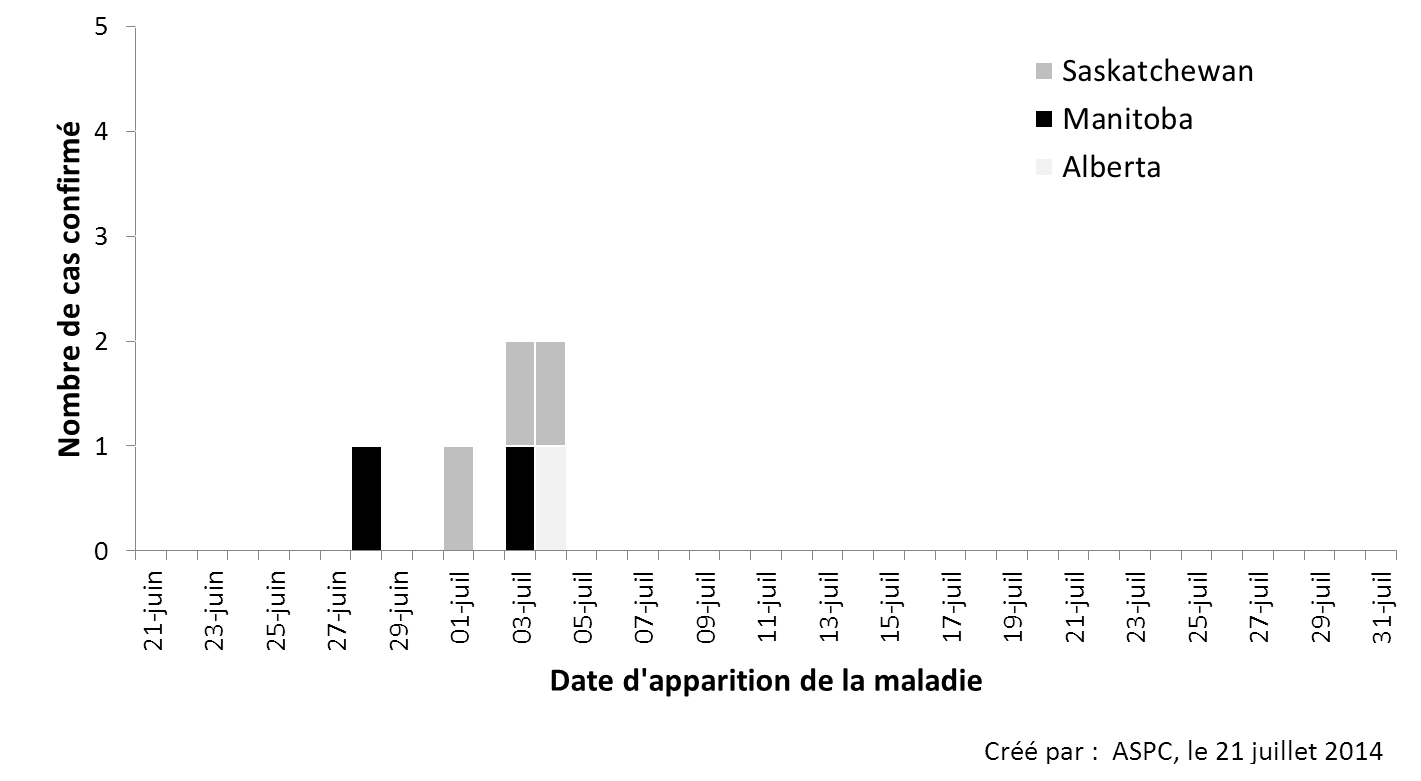 5
4
3
2
1
0
Nombre de cas confirmé
Saskatchewan
Manitoba
Alberta
21-juin
23-juin
25-juin
27-juin
29-juin
01-juil
03-juil
05-juil
07-juil
09-juil
11-juil
13-juil
15-juil
17-juil
19-juil
21-juil
23-juil
25-juil
27-juil
29-juil
31-juil
Date d'apparition de la maladie
Créé par : ASPC, le 21 juillet 2014